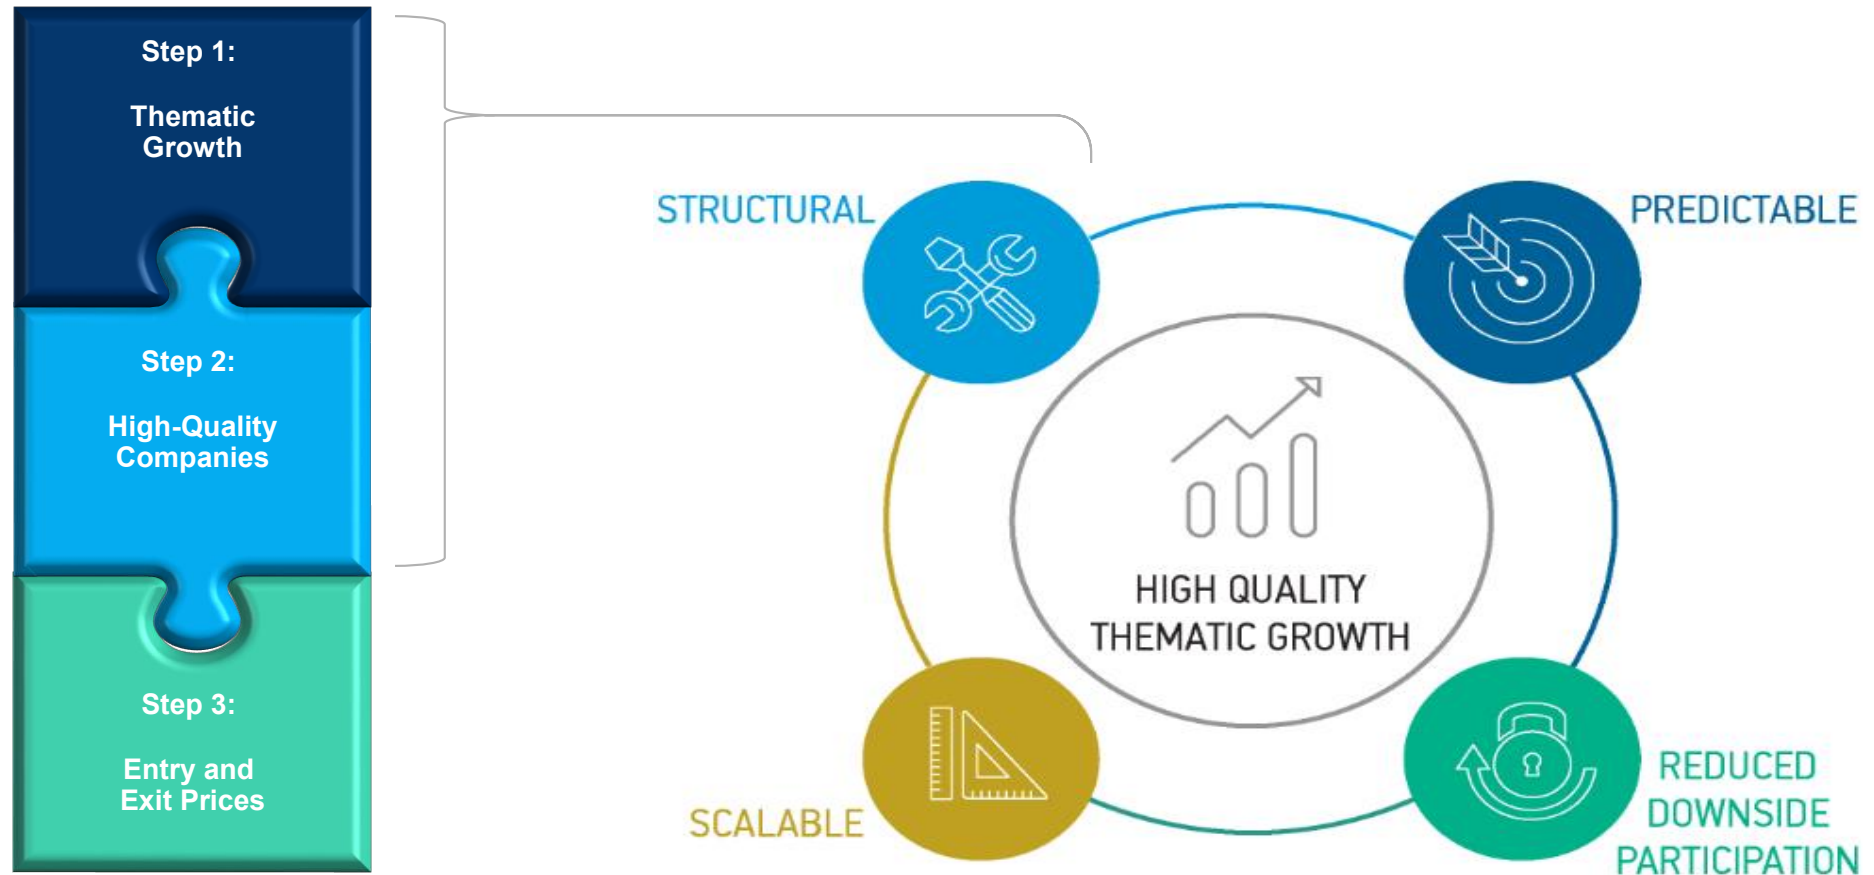 Step 1:
Thematic
Growth
Step 2:
High-Quality
Companies
Step 3:
Entry and
Exit Prices
STRUCTURAL
PREDICTABLE
HIGH QUALITY
THEMATIC GROWTH
SCALABLE
REDUCED
DOWNSIDE
PARTICIPATION